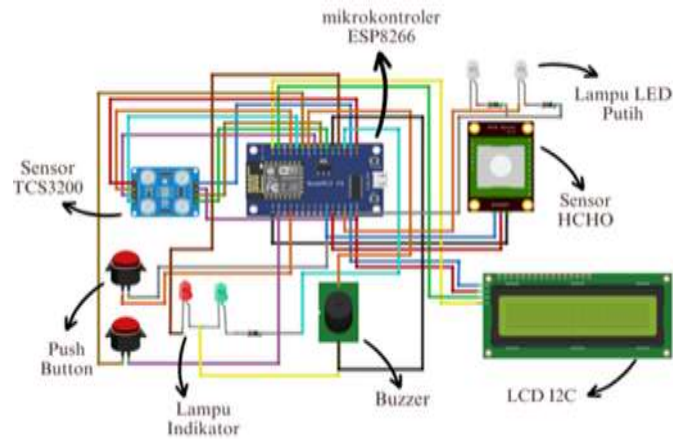 mikrokontroler
ESP8266
Lampu LED
Putih
Sensor
TCS3200
Sensor
HCHO
Push
Button
Lampu
Indikator
Buzzer
LCD I2C